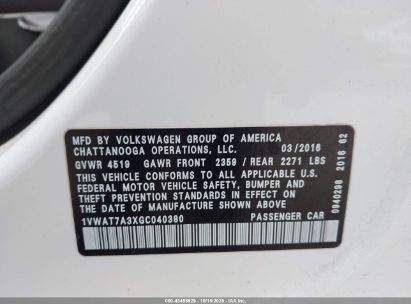 MFD BY VOLKSWAGEN GROUP OF AMERICA
CHATTANOOGA OPERATIONS, LLC. 03/2016
GVWR 4519 GAWR FRONT 2359 / REAR 2271 LBS
THIS VEHICLE CONFORMS TO ALL APPLICABLE U.S.
FEDERAL MOTOR VEHICLE SAFETY, BUMPER AND
THEFT PREVENTION STANDARDS IN EFFECT ON
THE DATE OF MANUFACTURE SHOWN ABOVE
1VWAT7A3XGC040380 PASSENGER CAR
0940298 2016 62